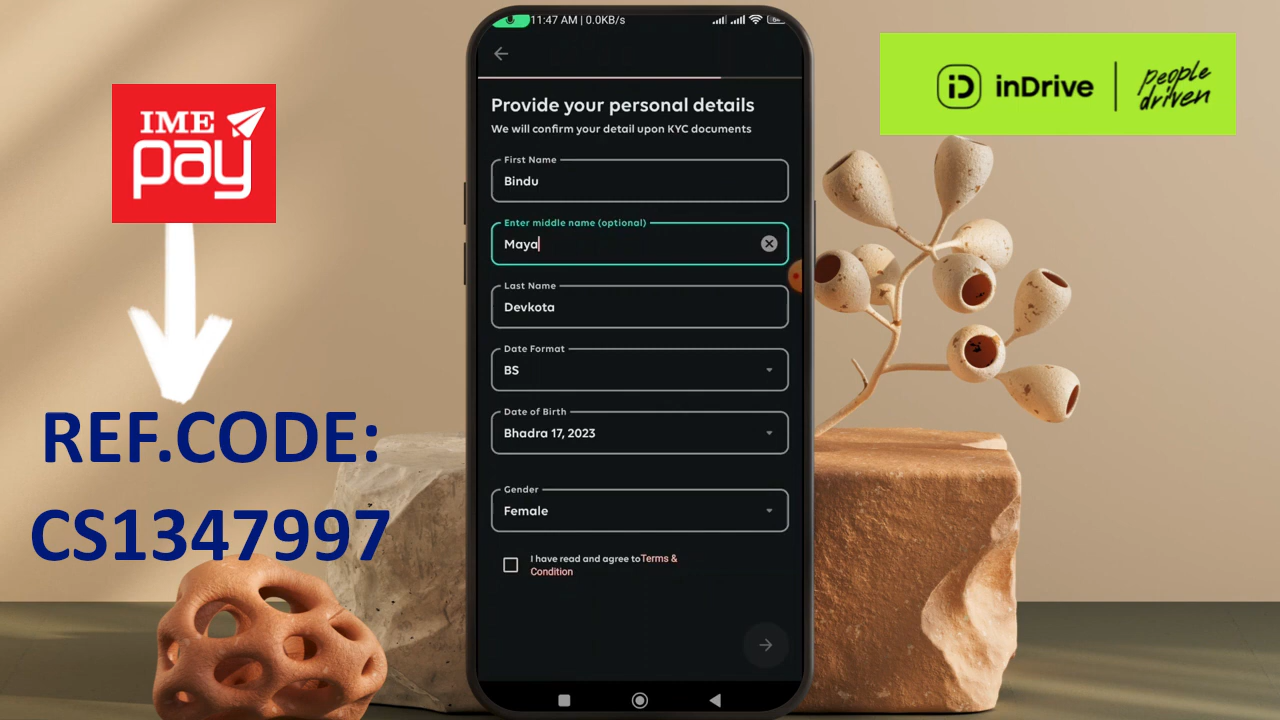 IME
pay
REF.CODE:
CS1347997
11:47 AM | 0.0KB/s
Provide your personal details
We will confirm your detail upon KYC documents
First Name
Bindu
Enter middle name (optional)
Maya
Last Name
Devkota
Date Format
BS
Date of Birth
Bhadra 17, 2023
Gender
Female
I have read and agree toTerms &
Condition
iD inDrive
people
driven